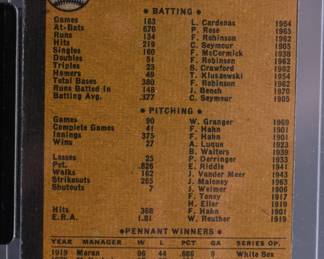 • BATTING •
Games 163 L. Cardenas 1964
At-Bats 670 P. Rose 1965
Runs 134 F. Robinson 1962
Hits 219 C. Seymour 1905
Singles 160 F. McCormick 1938
Doubles 51 F. Robinson 1962
Triples 23 S. Crawford 1902
Homers 49 T. Kluszewski 1954
Total Bases 380 F. Robinson 1962
Runs Batted In 148 J. Bench 1970
Batting Avg. .377 C. Seymour 1905
• PITCHING •
Games 90 W. Granger 1969
Complete Games 41 F. Hahn 1901
Innings 375 F. Hahn 1901
Wins 27 A. Luqua 1923
B. Walters 1939
Losses 25 P. Derringer 1933
Pct. .826 E. Riddle 1941
Walks 162 J. Vander Meer 1943
Strikeouts 265 J. Maloney 1963
Shutouts 7 J. Weimer 1906
F. Toney 1917
H. Eller 1919
Hits 368 F. Hahn 1901
E.R.A. W. Reuther 1919
PENNANT WINNERS
YEAR MANAGER W L PCT GA SERIES OP.
1919 Moran 96 44 .686 9 White Sox